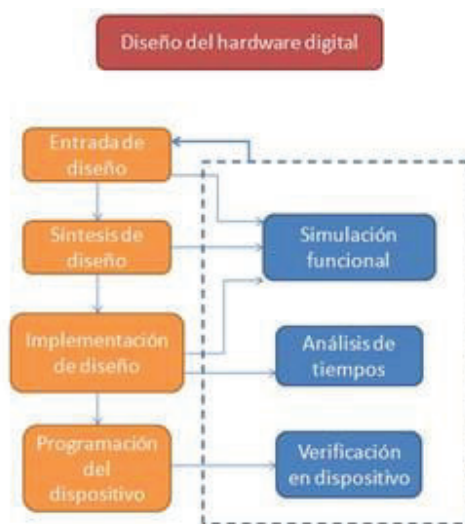 Diseño del hardware digital
Entrada de
diseño
Síntesis de
diseño
Implementación
de diseño
Programación
del
dispositivo
Simulación
funcional
Análisis de
tiempos
Verificación
en dispositivo